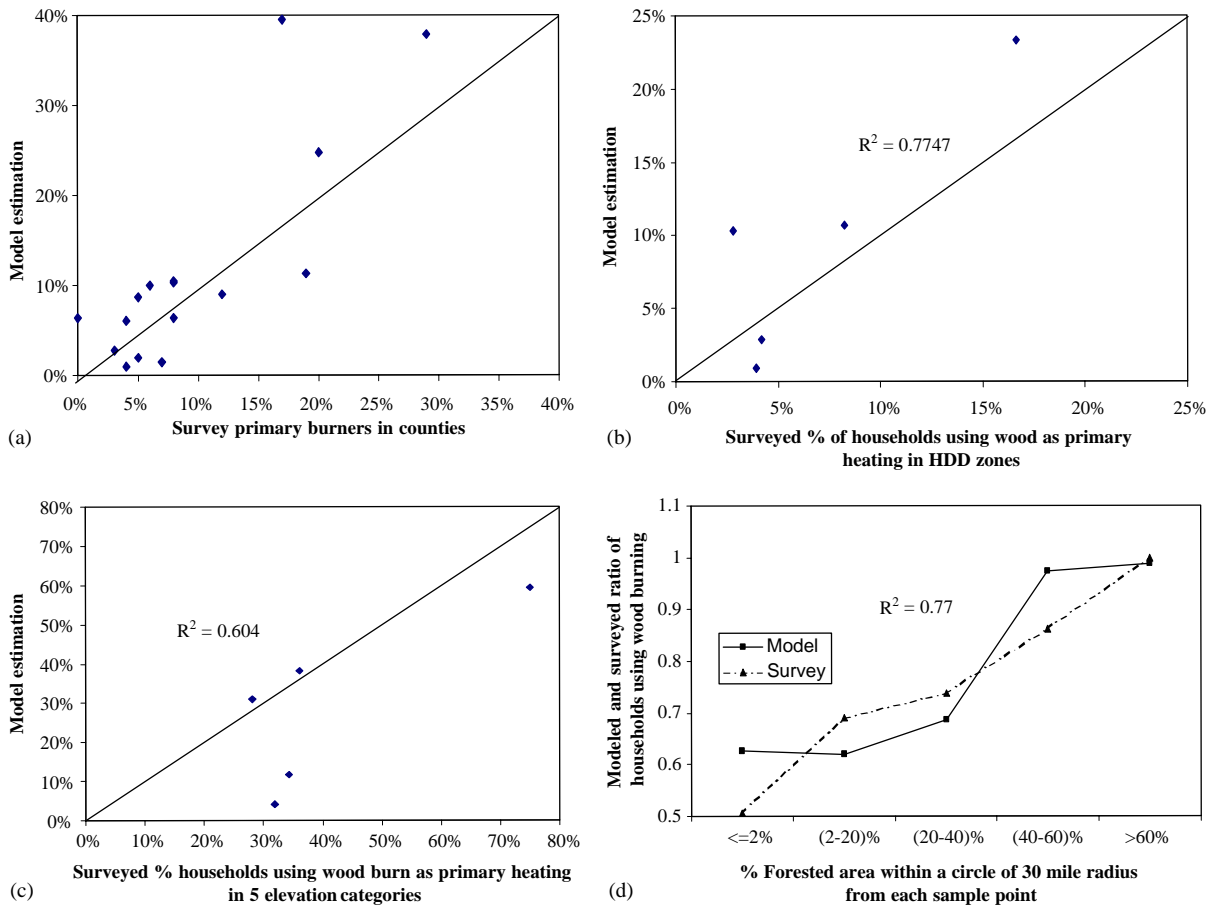 40%
30%
20%
10%
0%
Model estimation
0% 5% 10% 15% 20% 25% 30% 35% 40%
Survey primary burners in counties
(a)
25%
20%
15%
10%
5%
0%
Model estimation
R² = 0.7747
0% 5% 10% 15% 20% 25%
Surveyed % of households using wood as primary
heating in HDD zones
(b)
80%
70%
60%
50%
40%
30%
20%
10%
0%
Model estimation
R² = 0.604
0% 10% 20% 30% 40% 50% 60% 70% 80%
Surveyed % households using wood burn as primary heating
in 5 elevation categories
(c)
1.1
1
0.9
0.8
0.7
0.6
0.5
Modeled and surveyed ratio of
households using wood burning
R² = 0.77
Model
Survey
<=2% (2-20)% (20-40)% (40-60)% >60%
% Forested area within a circle of 30 mile radius
from each sample point
(d)